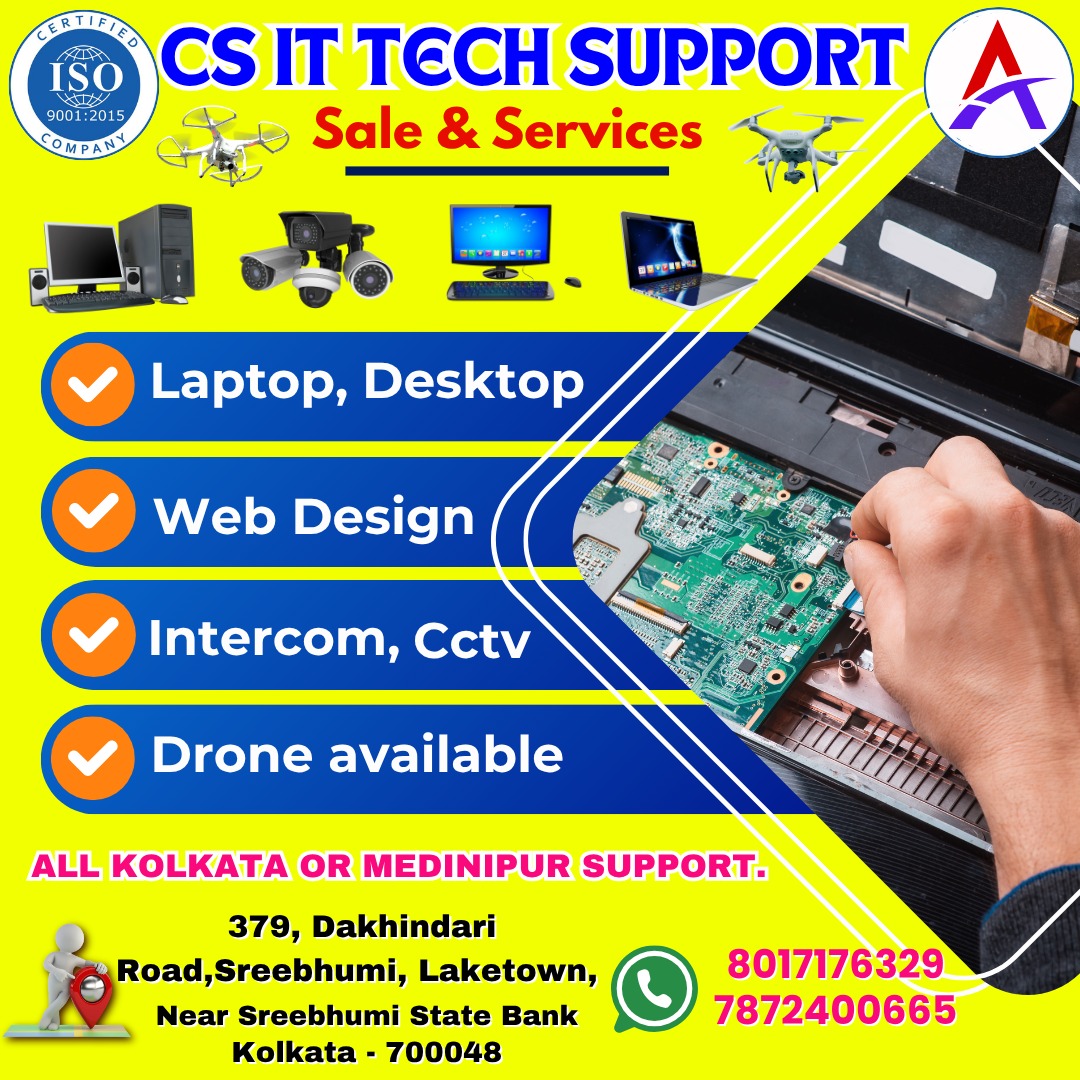 CERTIFIED
ISO
9001:2015
COMPANY
CS IT TECH SUPPORT
Sale & Services
Laptop, Desktop
Web Design
Intercom, Cctv
Drone available
ALL KOLKATA OR MEDINIPUR SUPPORT.
379, Dakhindari
Road,Sreebhumi, Laketown,
Near Sreebhumi State Bank
Kolkata - 700048
8017176329
7872400665